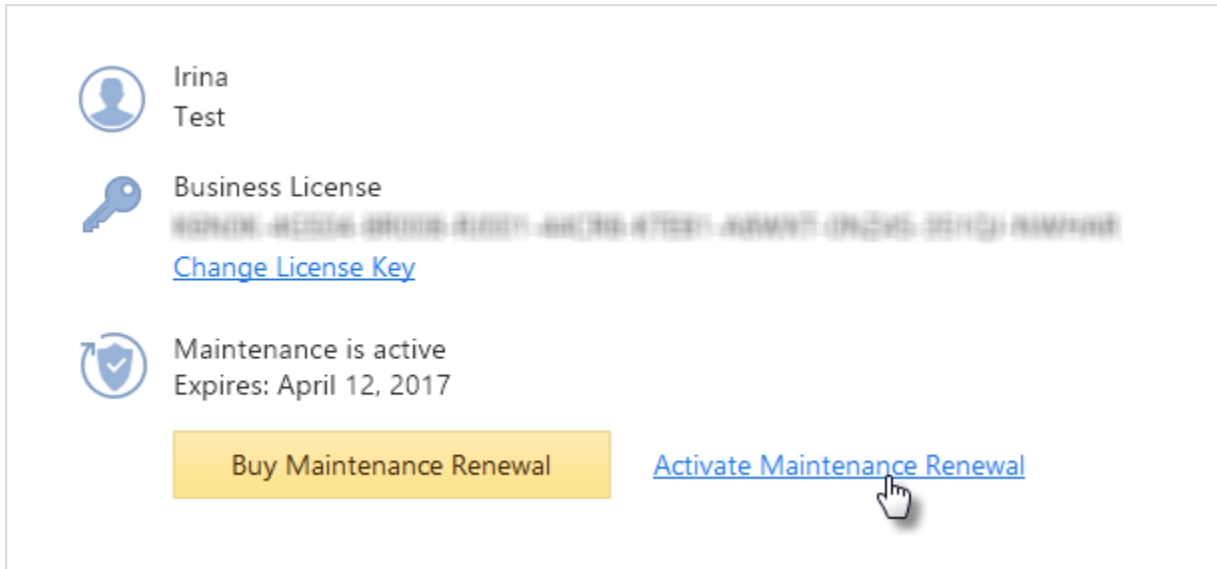 Irina
Test
Business License
Change License Key
Maintenance is active
Expires: April 12, 2017
Buy Maintenance Renewal
Activate Maintenance Renewal